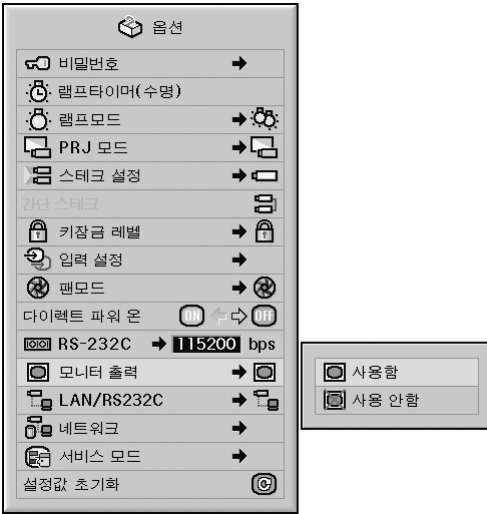 옵션
비밀번호
램프타이머(수명)
램프모드
PRJ 모드
스테크 설정
간단 스테크
키잠금 레벨
입력 설정
팬모드
다이렉트 파워 온 ON OFF
RS-232C 115200 bps
모니터 출력
사용함
LAN/RS232C
사용 안함
네트워크
서비스 모드
설정값 초기화